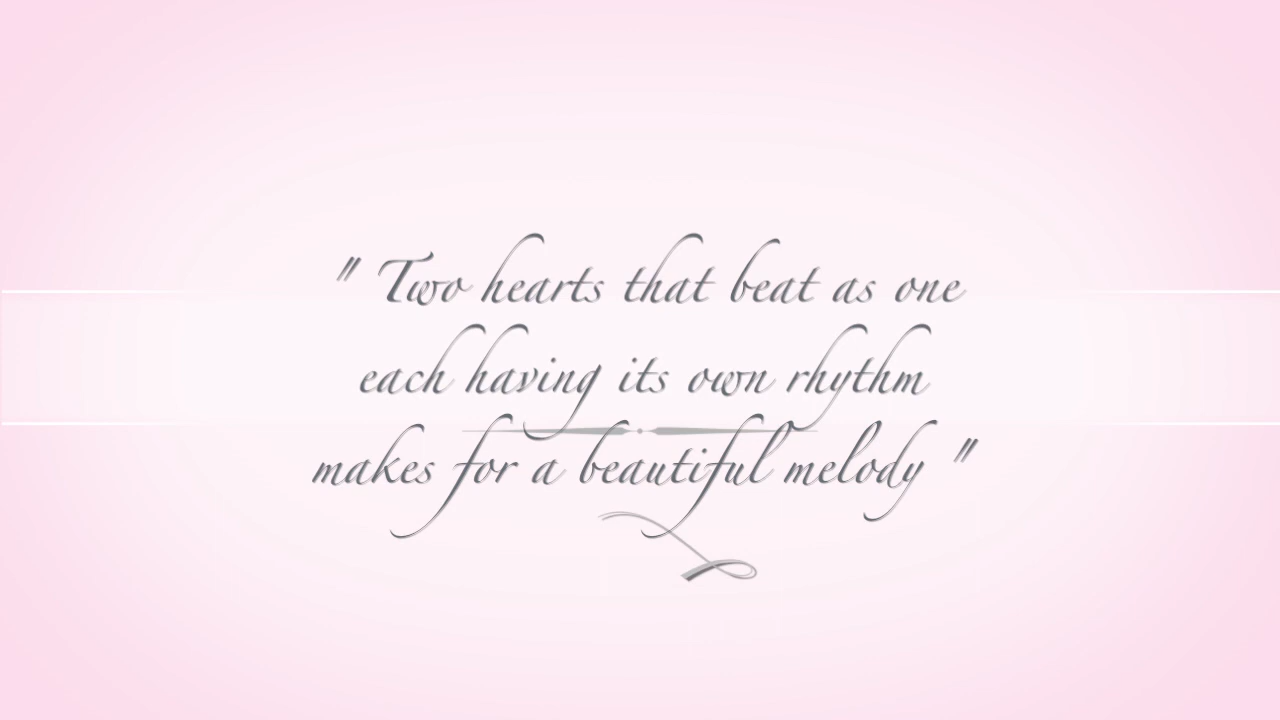 " Two hearts that beat as one
each having its own rhythm
makes for a beautiful melody "